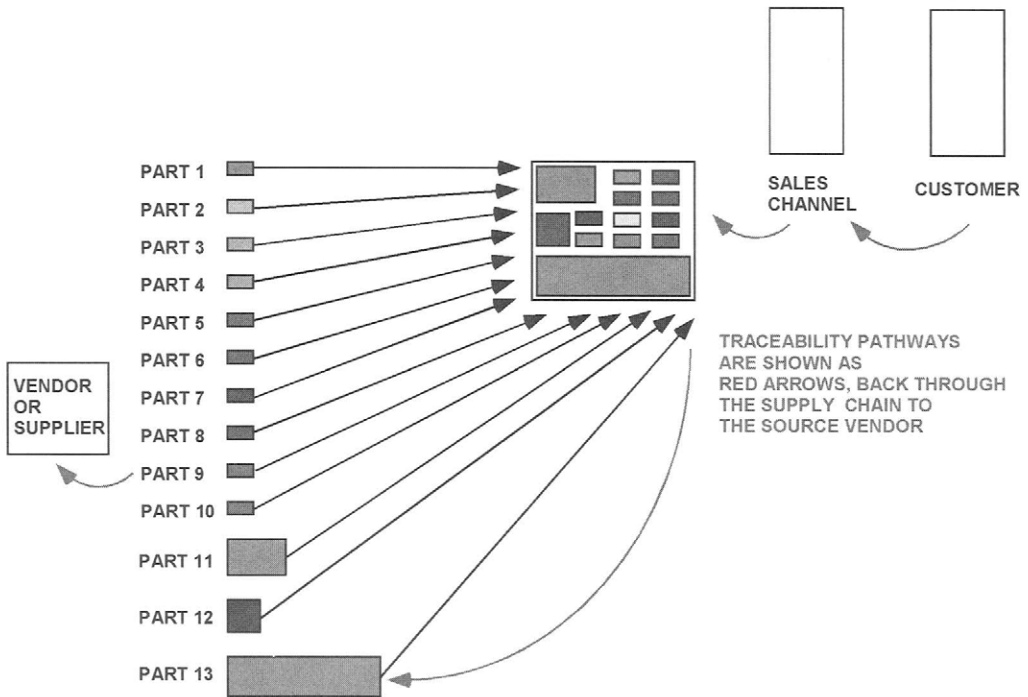 SALES
CHANNEL
CUSTOMER
PART 1
PART 2
PART 3
PART 4
PART 5
PART 6
PART 7
PART 8
PART 9
PART 10
PART 11
PART 12
PART 13
VENDOR
OR
SUPPLIER
TRACEABILITY PATHWAYS
ARE SHOWN AS
RED ARROWS, BACK THROUGH
THE SUPPLY CHAIN TO
THE SOURCE VENDOR